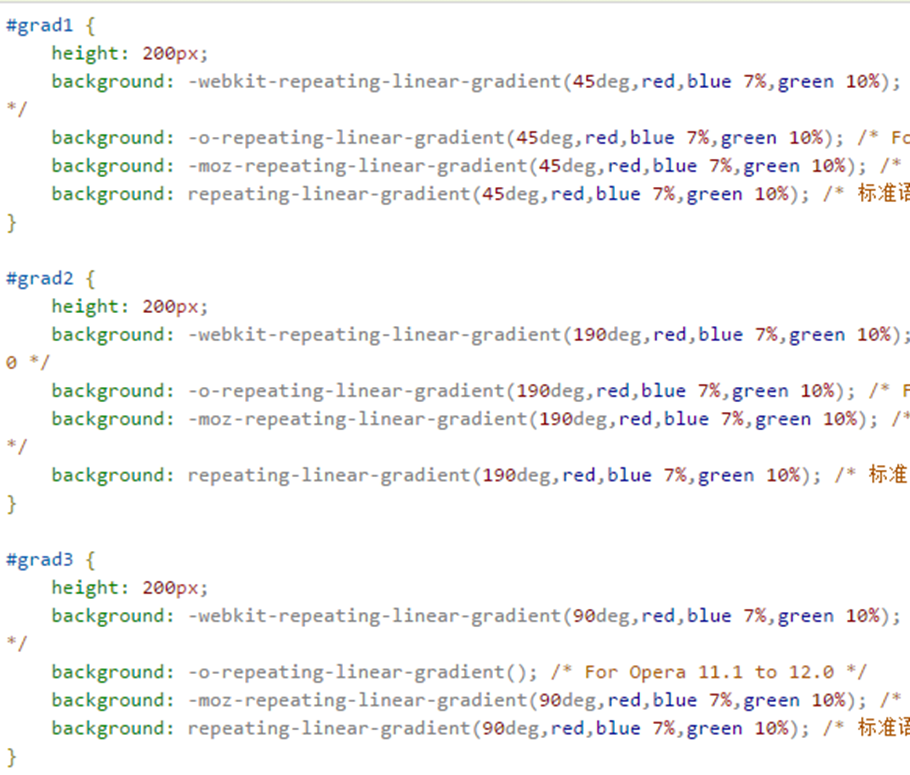 #grad1 {
height: 200px;
background: -webkit-repeating-linear-gradient(45deg,red,blue 7%,green 10%);
*/
background: -o-repeating-linear-gradient(45deg,red,blue 7%,green 10%); /* Fo
background: -moz-repeating-linear-gradient(45deg,red,blue 7%,green 10%); /*
background: repeating-linear-gradient(45deg,red,blue 7%,green 10%); /* 标准语
}
#grad2 {
height: 200px;
background: -webkit-repeating-linear-gradient(190deg,red,blue 7%,green 10%);
0 */
background: -o-repeating-linear-gradient(190deg,red,blue 7%,green 10%); /* F
background: -moz-repeating-linear-gradient(190deg,red,blue 7%,green 10%); /*
*/
background: repeating-linear-gradient(190deg,red,blue 7%,green 10%); /* 标准
}
#grad3 {
height: 200px;
background: -webkit-repeating-linear-gradient(90deg,red,blue 7%,green 10%);
*/
background: -o-repeating-linear-gradient(); /* For Opera 11.1 to 12.0 */
background: -moz-repeating-linear-gradient(90deg,red,blue 7%,green 10%); /*
background: repeating-linear-gradient(90deg,red,blue 7%,green 10%); /* 标准语
}